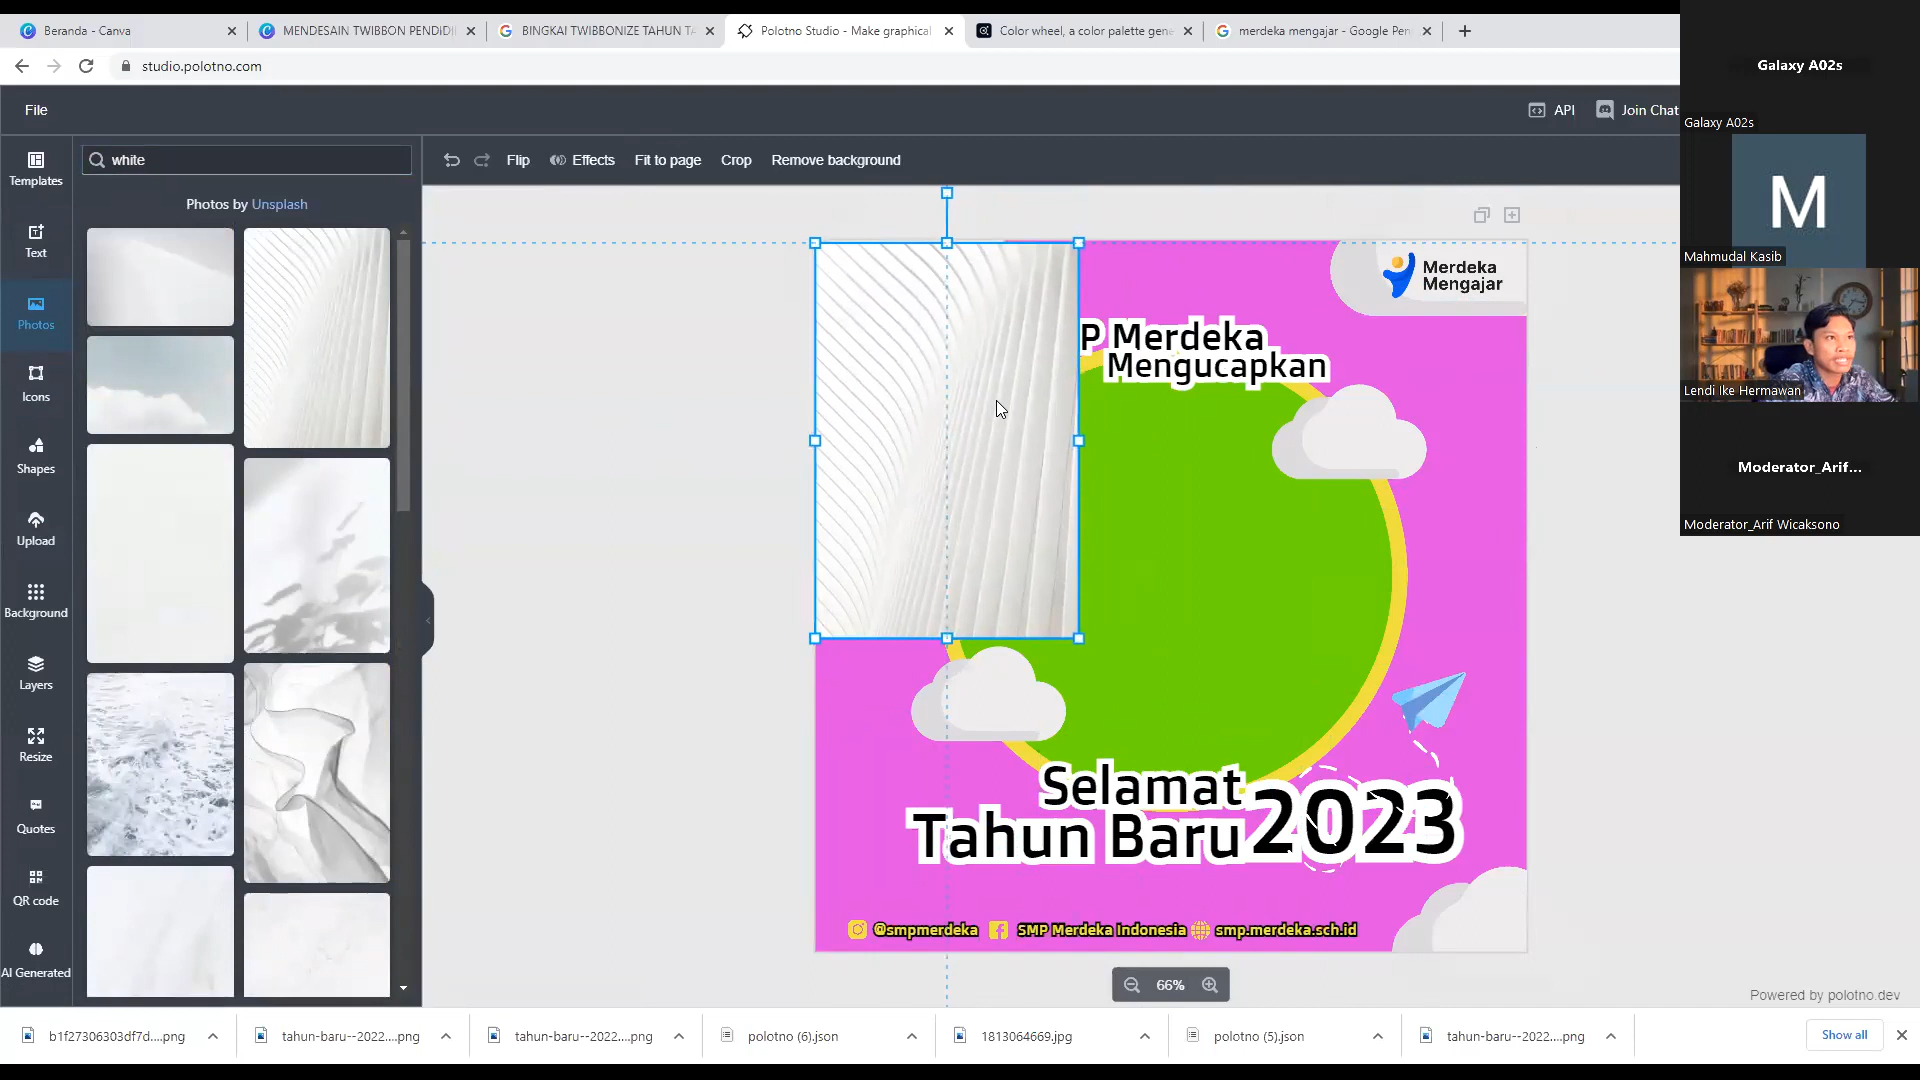 Beranda - Canva
MENDESAIN TWIBBON PENDIDI
BINGKAI TWIBBONIZE TAHUN TA
Polotno Studio - Make graphical
Color wheel, a color palette gene
merdeka mengajar - Google Pen
studio.polotno.com
File
API
Join Chat
white
Flip
Effects
Fit to page
Crop
Remove background
Photos by Unsplash
Templates
Text
Photos
Icons
Shapes
Upload
Background
Layers
Resize
Quotes
QR code
AI Generated
Merdeka
Mengajar
P Merdeka
Mengucapkan
Selamat
Tahun Baru 2023
@smpmerdeka SMP Merdeka Indonesia smp.merdeka.sch.id
66%
Powered by polotno.dev
Galaxy A02s
Galaxy A02s
M
Mahmudal Kasib
Lendi Ike Hermawan
Moderator_Arif...
Moderator_Arif Wicaksono
b1f27306303df7d....png
tahun-baru--2022....png
tahun-baru--2022....png
polotno (6).json
1813064669.jpg
polotno (5).json
tahun-baru--2022....png
Show all